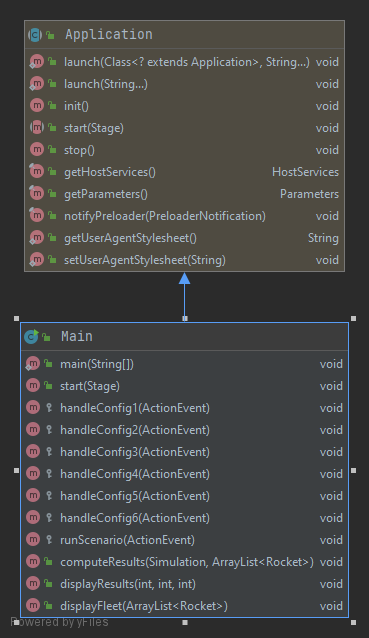 Application
launch(Class<? extends Application>, String...) void
launch(String...) void
init() void
start(Stage) void
stop() void
getHostServices() HostServices
getParameters() Parameters
notifyPreloader(PreloaderNotification) void
getUserAgentStylesheet() String
setUserAgentStylesheet(String) void
Main
main(String[]) void
start(Stage) void
handleConfig1(ActionEvent) void
handleConfig2(ActionEvent) void
handleConfig3(ActionEvent) void
handleConfig4(ActionEvent) void
handleConfig5(ActionEvent) void
handleConfig6(ActionEvent) void
runScenario(ActionEvent) void
computeResults(Simulation, ArrayList<Rocket>) void
displayResults(int, int, int) void
displayFleet(ArrayList<Rocket>) void
Powered by yFiles